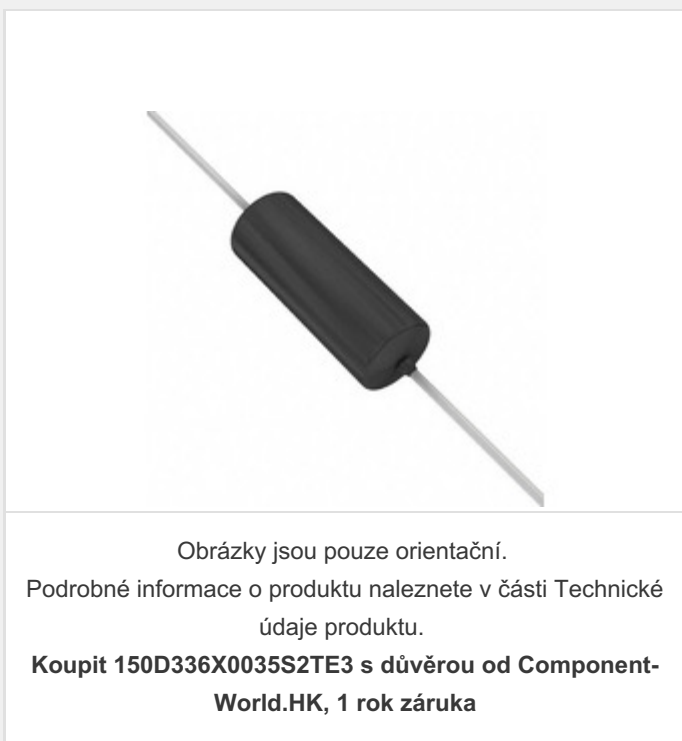 Obrázky jsou pouze orientační.
Podrobné informace o produktu naleznete v části Technické
údaje produktu.
Koupit 150D336X0035S2TE3 s důvěrou od Component-
World.HK, 1 rok záruka